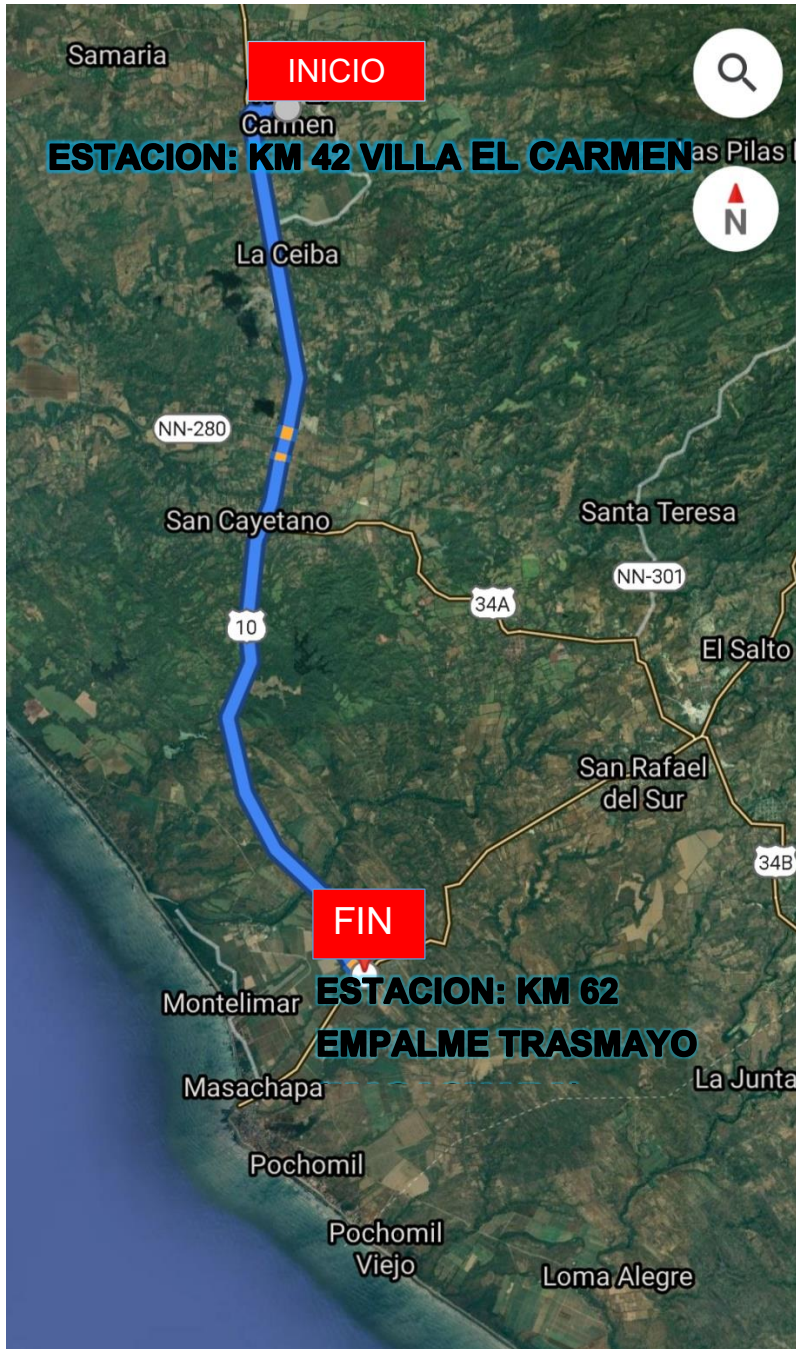 Samaria
INICIO
Carmen
ESTACION: KM 42 VILLA EL CARMEN
as Pilas
N
La Ceiba
NN-280
San Cayetano
Santa Teresa
NN-301
34A
10
El Salto
San Rafael
del Sur
34B
FIN
Montelimar
ESTACION: KM 62
EMPALME TRASMAYO
La Junta
Masachapa
Pochomil
Pochomil
Viejo
Loma Alegre